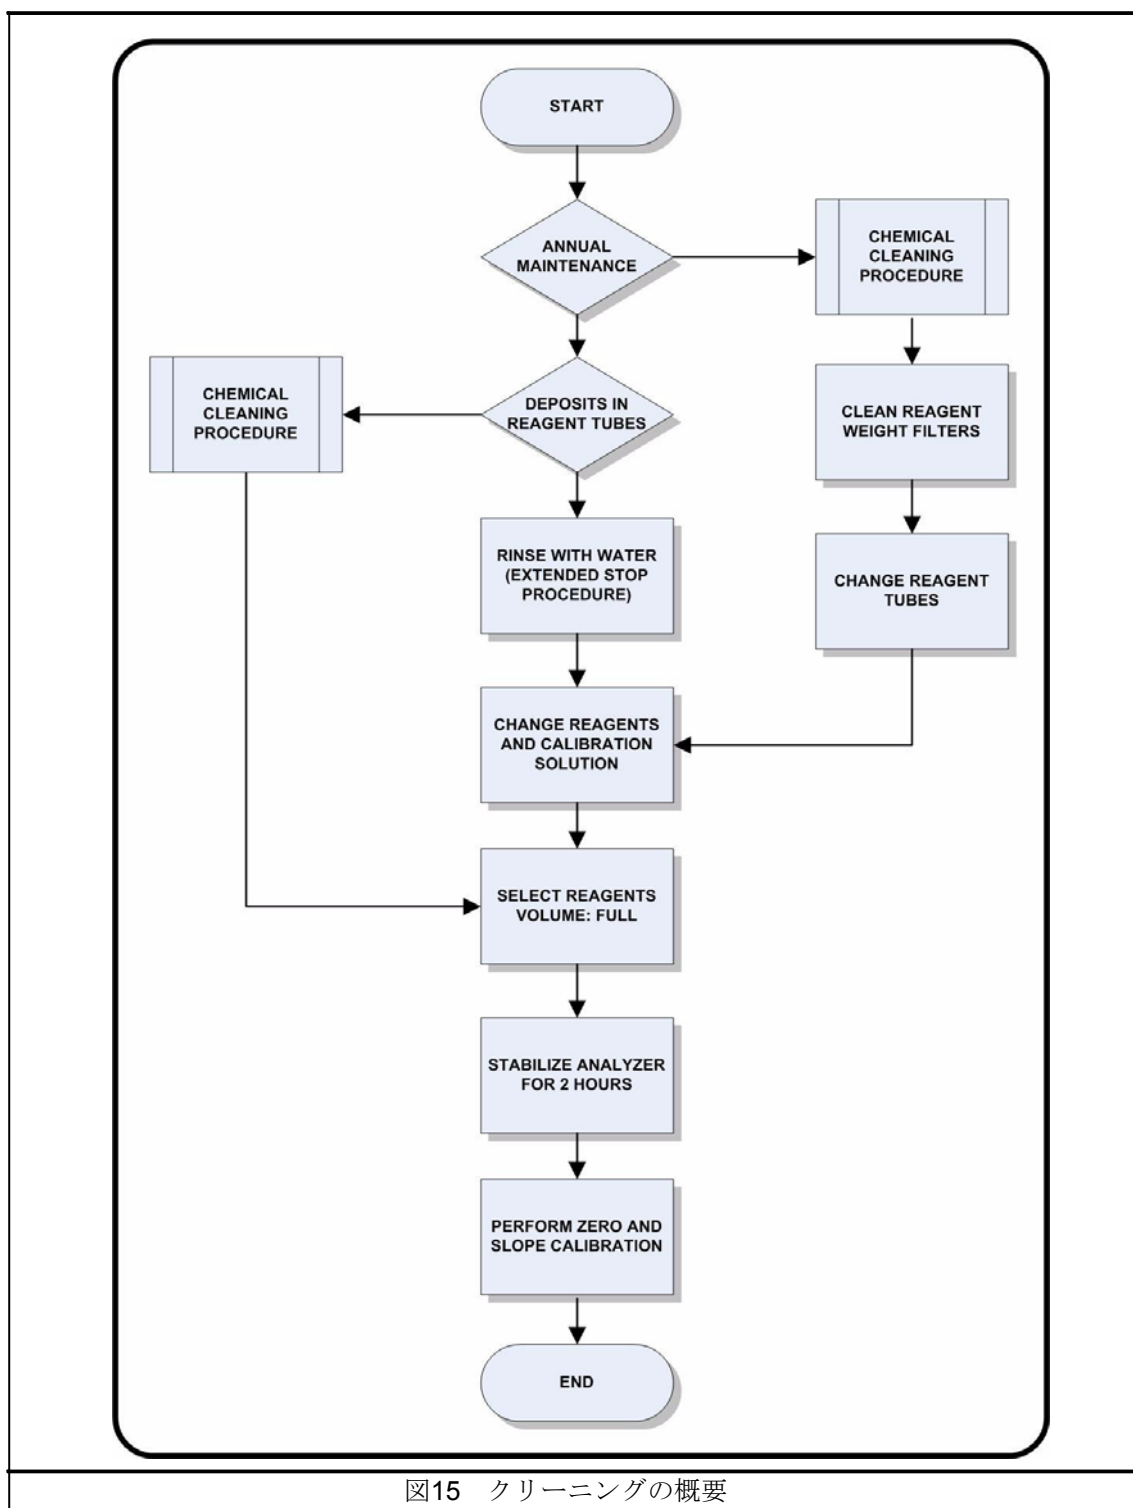 START
ANNUAL
MAINTENANCE
CHEMICAL
CLEANING
PROCEDURE
CHEMICAL
CLEANING
PROCEDURE
DEPOSITS IN
REAGENT TUBES
CLEAN REAGENT
WEIGHT FILTERS
RINSE WITH WATER
(EXTENDED STOP
PROCEDURE)
CHANGE REAGENT
TUBES
CHANGE REAGENTS
AND CALIBRATION
SOLUTION
SELECT REAGENTS
VOLUME: FULL
STABILIZE ANALYZER
FOR 2 HOURS
PERFORM ZERO AND
SLOPE CALIBRATION
END
図15 クリーニングの概要